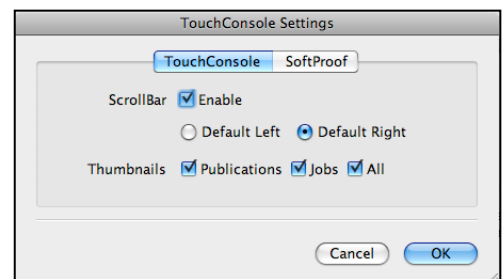 TouchConsole Settings
TouchConsole SoftProof
ScrollBar Enable
Default Left Default Right
Thumbnails Publications Jobs All
Cancel OK